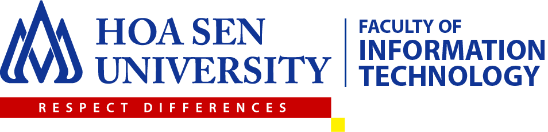 HOA SEN
UNIVERSITY
RESPECT DIFFERENCES
FACULTY OF
INFORMATION
TECHNOLOGY